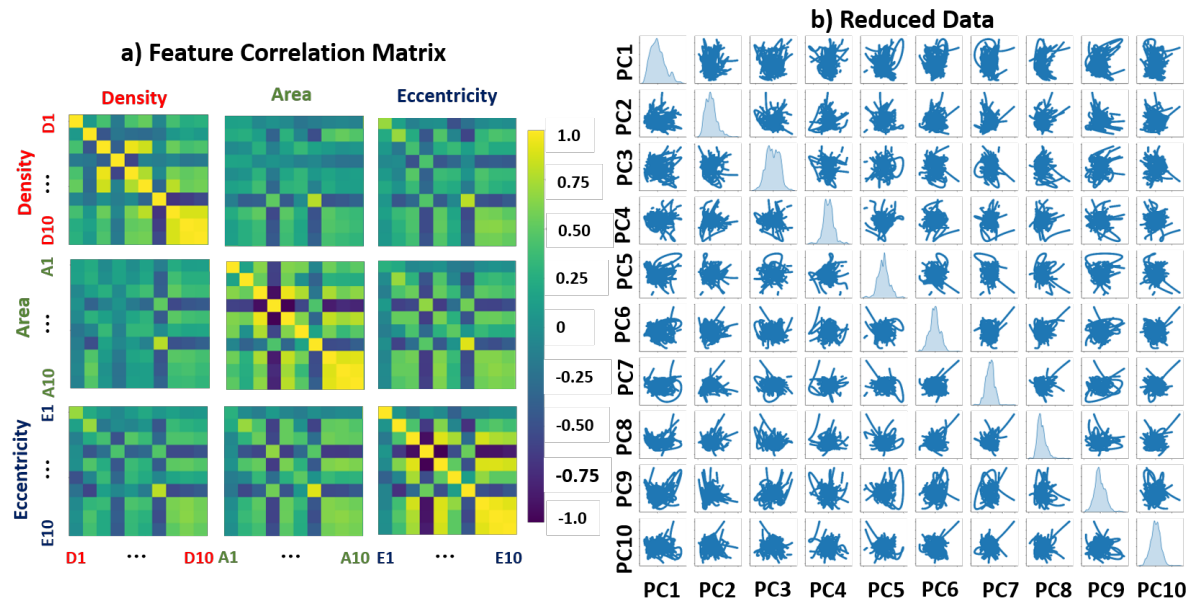 b) Reduced Data
a) Feature Correlation Matrix
Density Area Eccentricity
Density
D1
...
D10
Area
A1
...
A10
Eccentricity
E1
...
E10
D1 ... D10 A1 ... A10 E1 ... E10
1.0
0.75
0.50
0.25
0
-0.25
-0.50
-0.75
-1.0
PC1
PC2
PC3
PC4
PC5
PC6
PC7
PC8
PC9
PC10
PC1 PC2 PC3 PC4 PC5 PC6 PC7 PC8 PC9 PC10